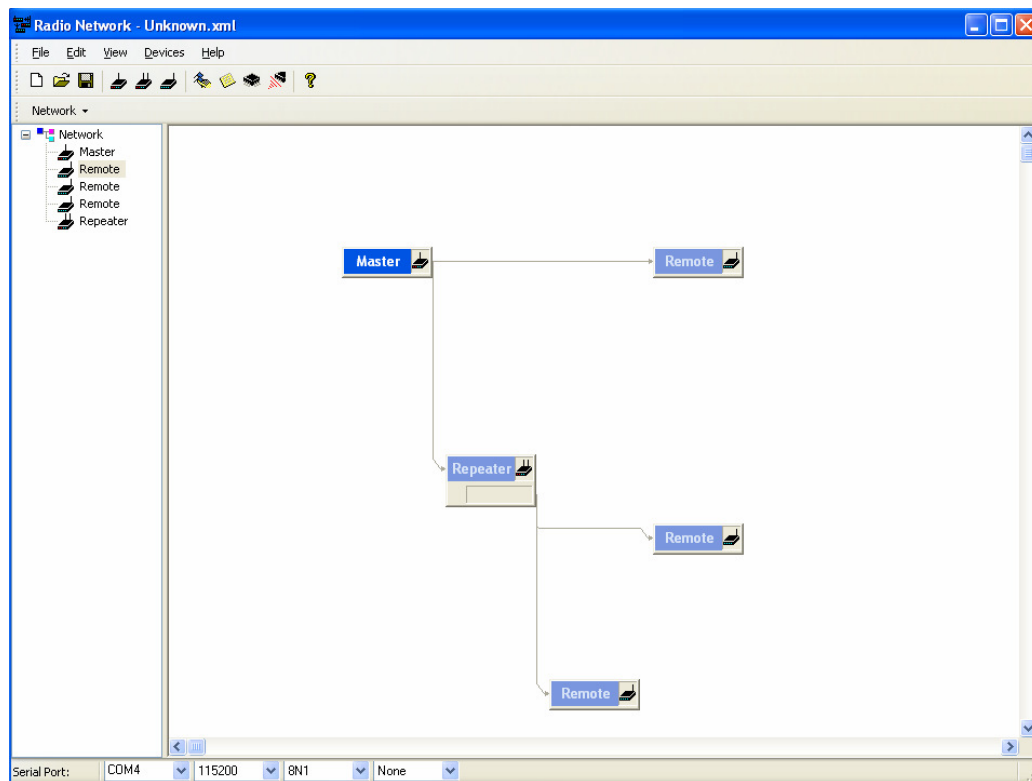 Radio Network - Unknown.xml
File Edit View Devices Help
Network
Network
Master
Remote
Remote
Remote
Repeater
Master Remote
Repeater
Remote
Remote
Serial Port: COM4 115200 8N1 None